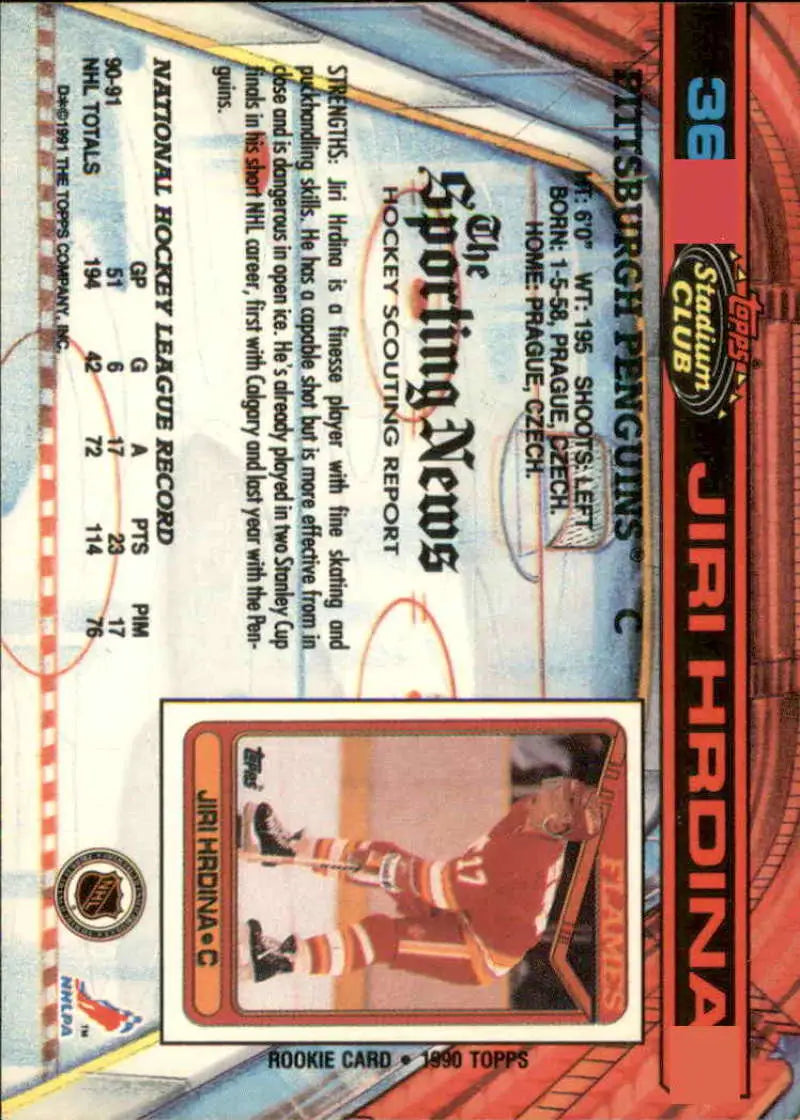 36
Topps
Stadium
CLUB
JIRI HRDINA
PITTSBURGH PENGUINS® C
HT: 6'0" WT: 195 SHOOTS: LEFT
BORN: 1-5-58, PRAGUE, CZECH.
HOME: PRAGUE, CZECH.
The
Sporting News
HOCKEY SCOUTING REPORT
STRENGTHS: Jiri Hrdina is a finesse player with fine skating and
puckhandling skills. He has a capable shot but is more effective from in
close and is dangerous in open ice. He's already played in two Stanley Cup
finals in his short NHL career, first with Calgary and last year with the Pen-
guins.
NATIONAL HOCKEY LEAGUE RECORD
GP G A PTS PIM
90-91 51 6 17 23 17
NHL TOTALS 194 42 72 114 76
D*©1991 THE TOPPS COMPANY, INC.
FLAMES
17
topps
JIRI HRDINA•C
ROOKIE CARD • 1990 TOPPS
NHL
NHLPA
TM